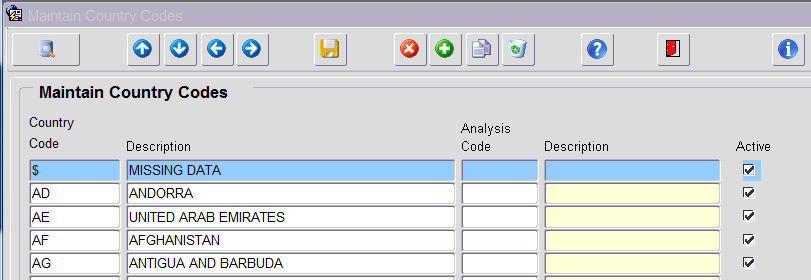 Maintain Country Codes
Maintain Country Codes
Country Code Description Analysis Code Description Active
$ MISSING DATA
AD ANDORRA
AE UNITED ARAB EMIRATES
AF AFGHANISTAN
AG ANTIGUA AND BARBUDA